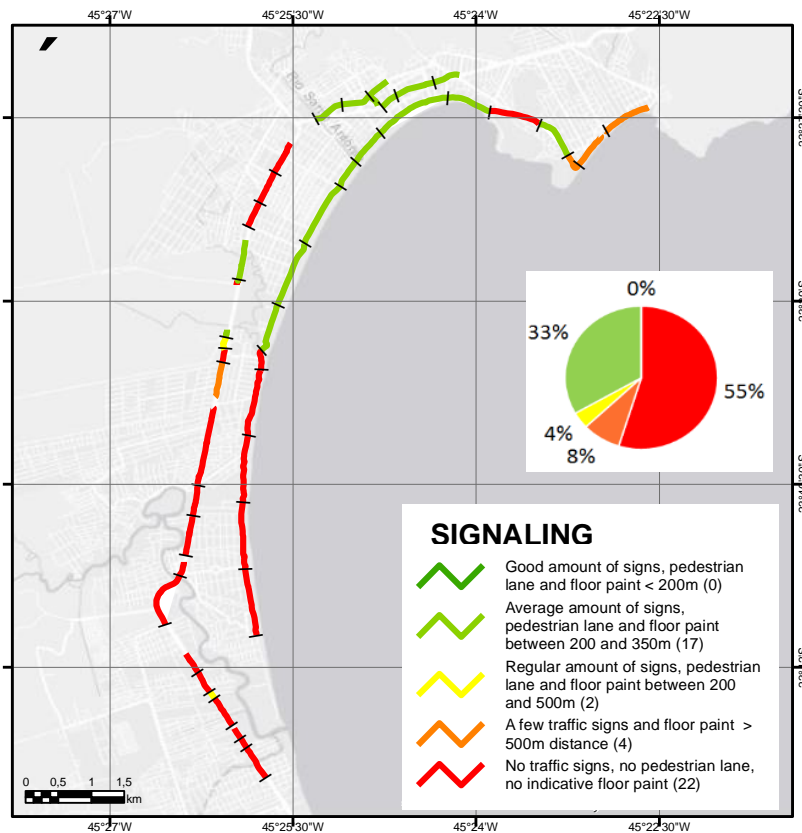 45°27'W 45°25'30"W 45°24'W 45°22'30"W
Rio Santo Antonio
0%
33%
55%
4%
8%
SIGNALING
Good amount of signs, pedestrian
lane and floor paint < 200m (0)
Average amount of signs,
pedestrian lane and floor paint
between 200 and 350m (17)
Regular amount of signs, pedestrian
lane and floor paint between 200
and 500m (2)
A few traffic signs and floor paint >
500m distance (4)
No traffic signs, no pedestrian lane,
no indicative floor paint (22)
0 0,5 1 1,5
km
45°27'W 45°25'30"W 45°24'W 45°22'30"W